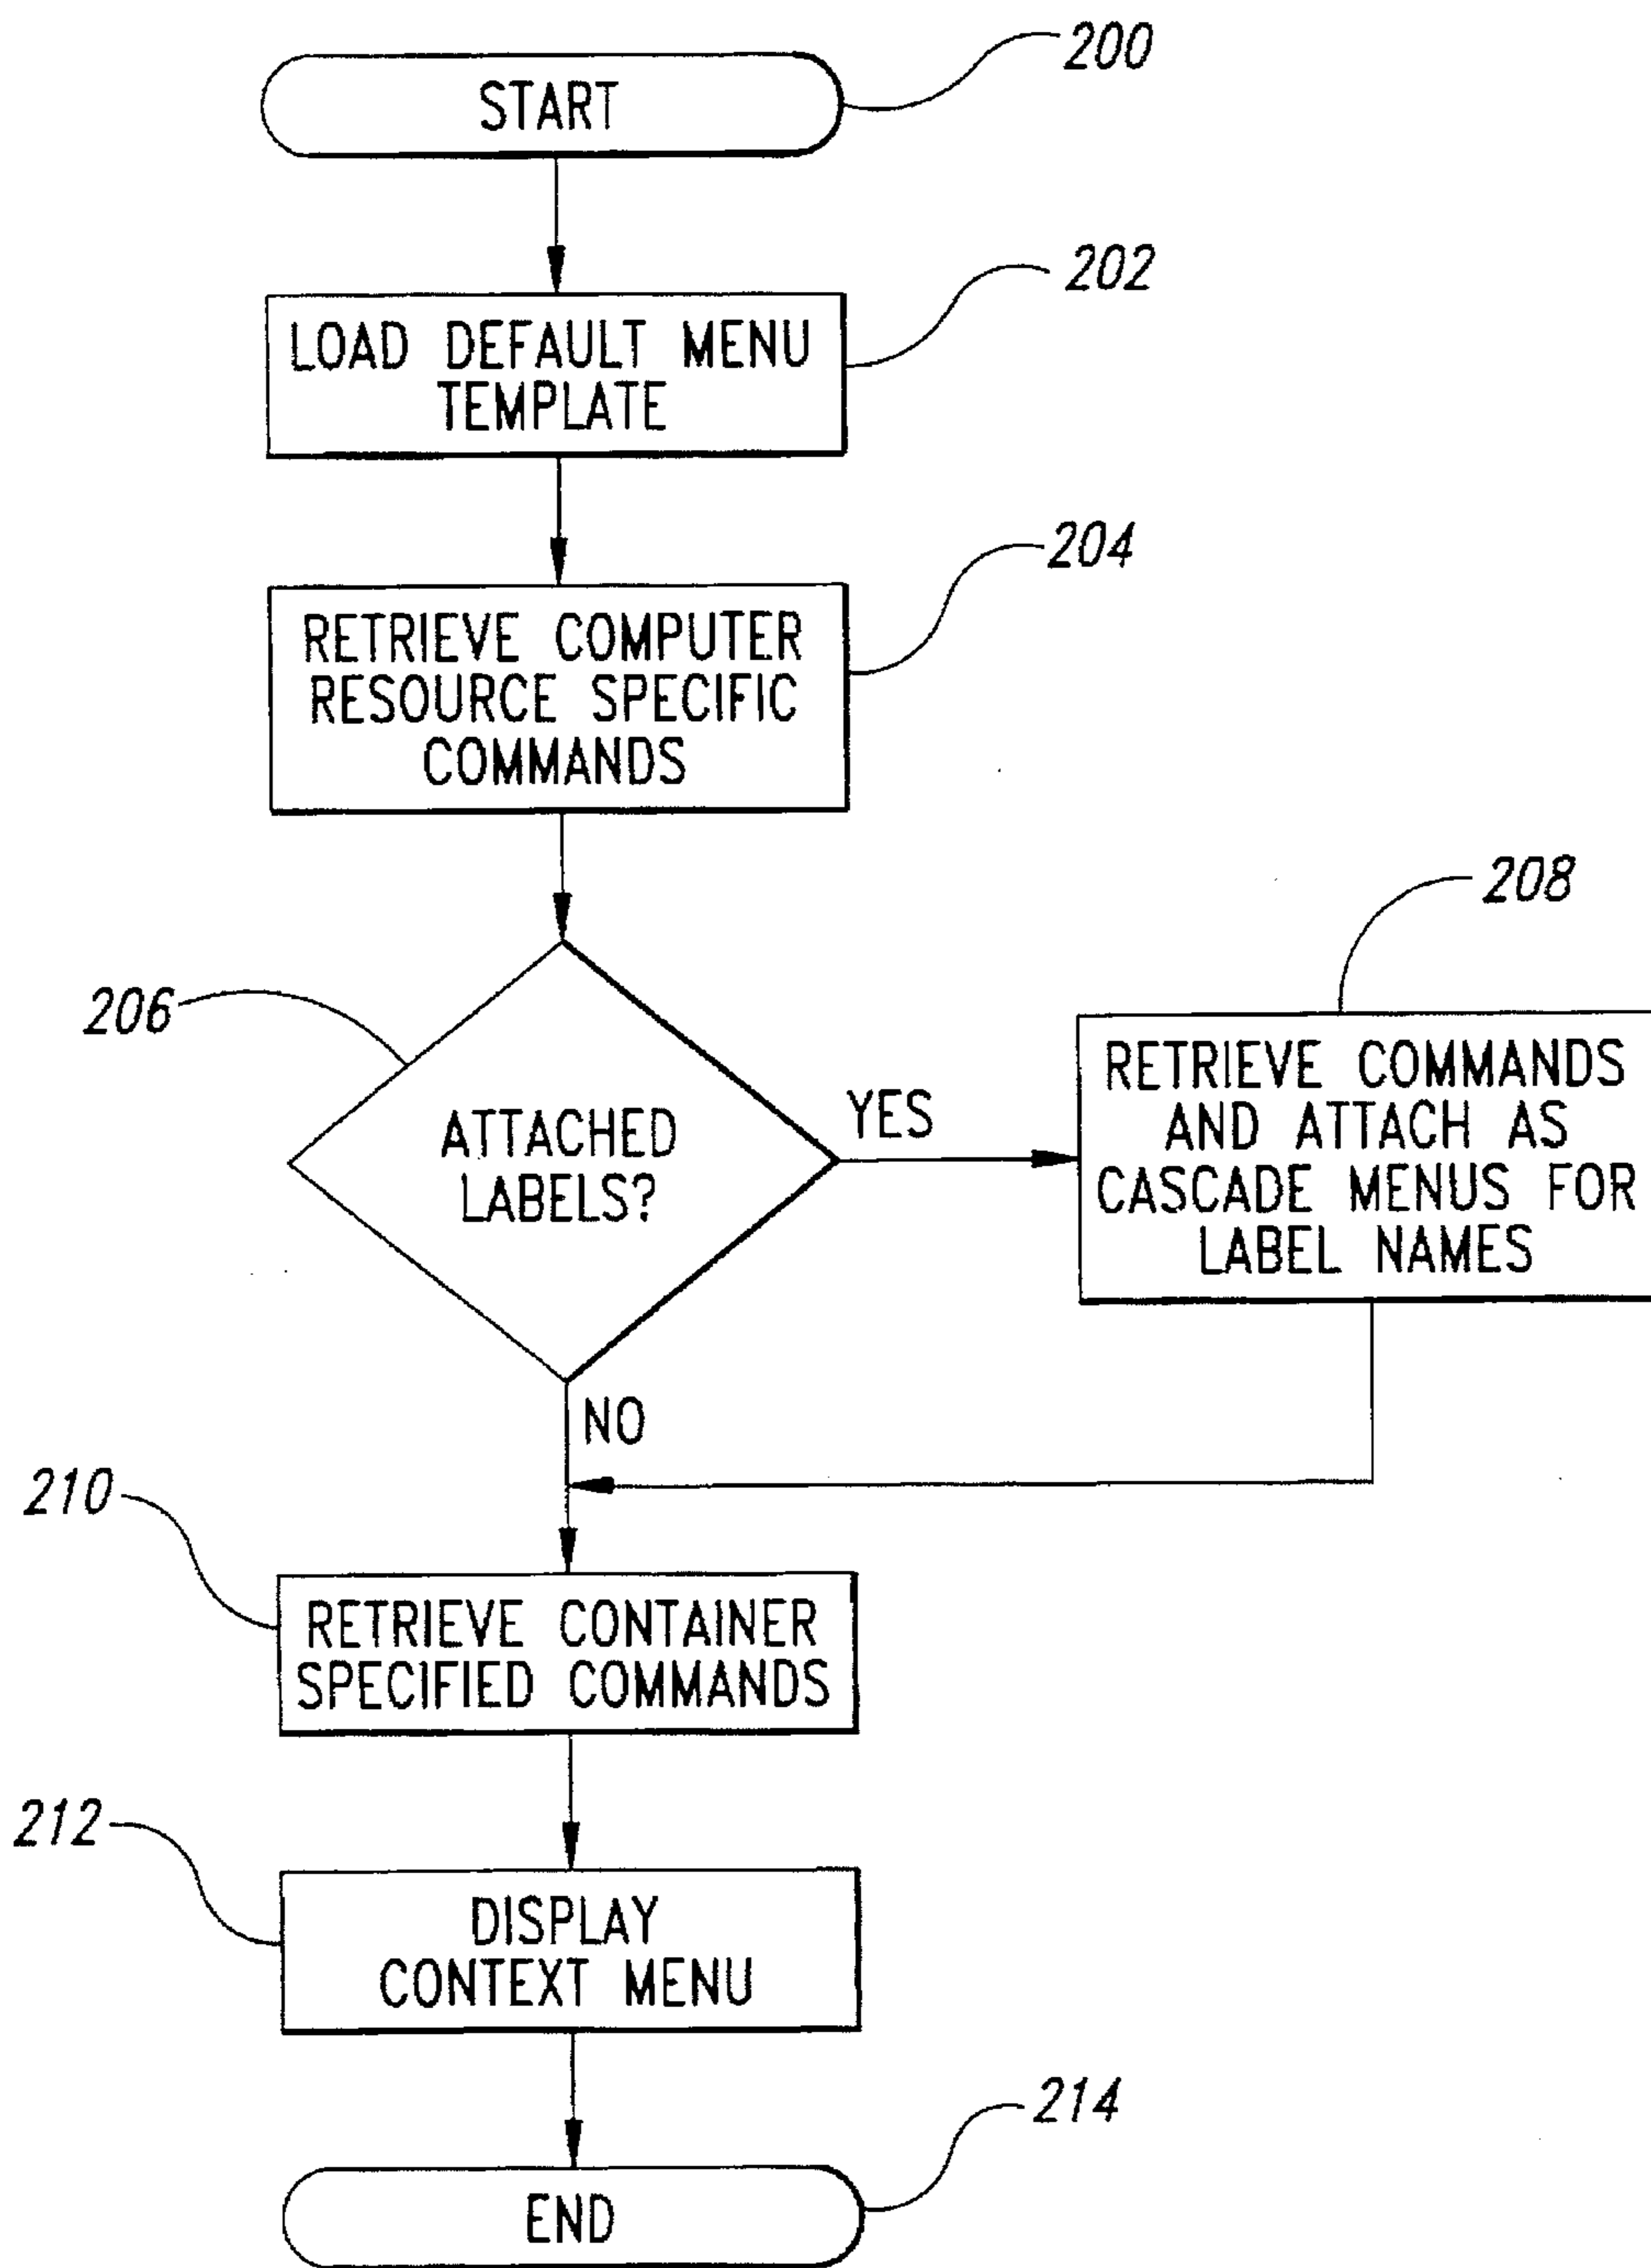 200
START
202
LOAD DEFAULT MENU
TEMPLATE
204
RETRIEVE COMPUTER
RESOURCE SPECIFIC
COMMANDS
206
ATTACHED
LABELS?
YES
208
RETRIEVE COMMANDS
AND ATTACH AS
CASCADE MENUS FOR
LABEL NAMES
NO
210
RETRIEVE CONTAINER
SPECIFIED COMMANDS
212
DISPLAY
CONTEXT MENU
214
END